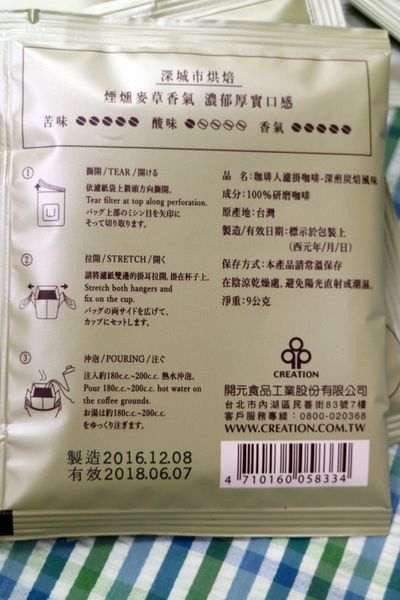 深城市烘焙
煙燻麥草香氣 濃郁厚實口感
苦味 酸味 香氣
① 撕開/TEAR/開ける
依濾紙袋上箭頭方向撕開。
Tear filter at top along perforation.
バッグ上部のミシン目を矢印に
そって切り取ります。
② 拉開/STRETCH/開く
請將濾紙雙邊的掛耳拉開,掛在杯子上。
Stretch both hangers and
fix on the cup.
バッグの両サイドを広げて、
カップにセットします。
③ 沖泡/POURING/注ぐ
注入約180c.c.~200c.c. 熱水沖泡。
Pour 180c.c.~200c.c. hot water on
the coffee grounds.
お湯は約180c.c.~200c.c.
をゆっくり注ぎます。
製造 2016.12.08
有效 2018.06.07
品 名:珈琲人濾掛咖啡-深煎炭焙風味
成分:100%研磨咖啡
原產地:台灣
製造/有效日期:標示於包裝上
(西元年/月/日)
保存方式:本產品請常溫保存
在陰涼乾燥處,避免陽光直射或潮濕。
淨重:9公克
CREATION
開元食品工業股份有限公司
台北市內湖區民善街83號7樓
客戶服務專線:0800-020368
WWW.CREATION.COM.TW
4 710160 058334